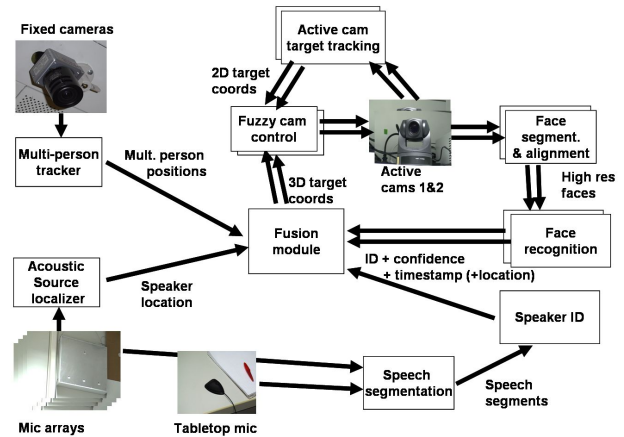 Fixed cameras
Active cam
target tracking
2D target
coords
Fuzzy cam
control
Face
segment.
& alignment
Multi-person
tracker
Mult. person
positions
Active
cams 1&2
High res
faces
3D target
coords
Fusion
module
Face
recognition
ID + confidence
+ timestamp (+location)
Acoustic
Source
localizer
Speaker
location
Speaker ID
Speech
segmentation
Speech
segments
Mic arrays
Tabletop mic